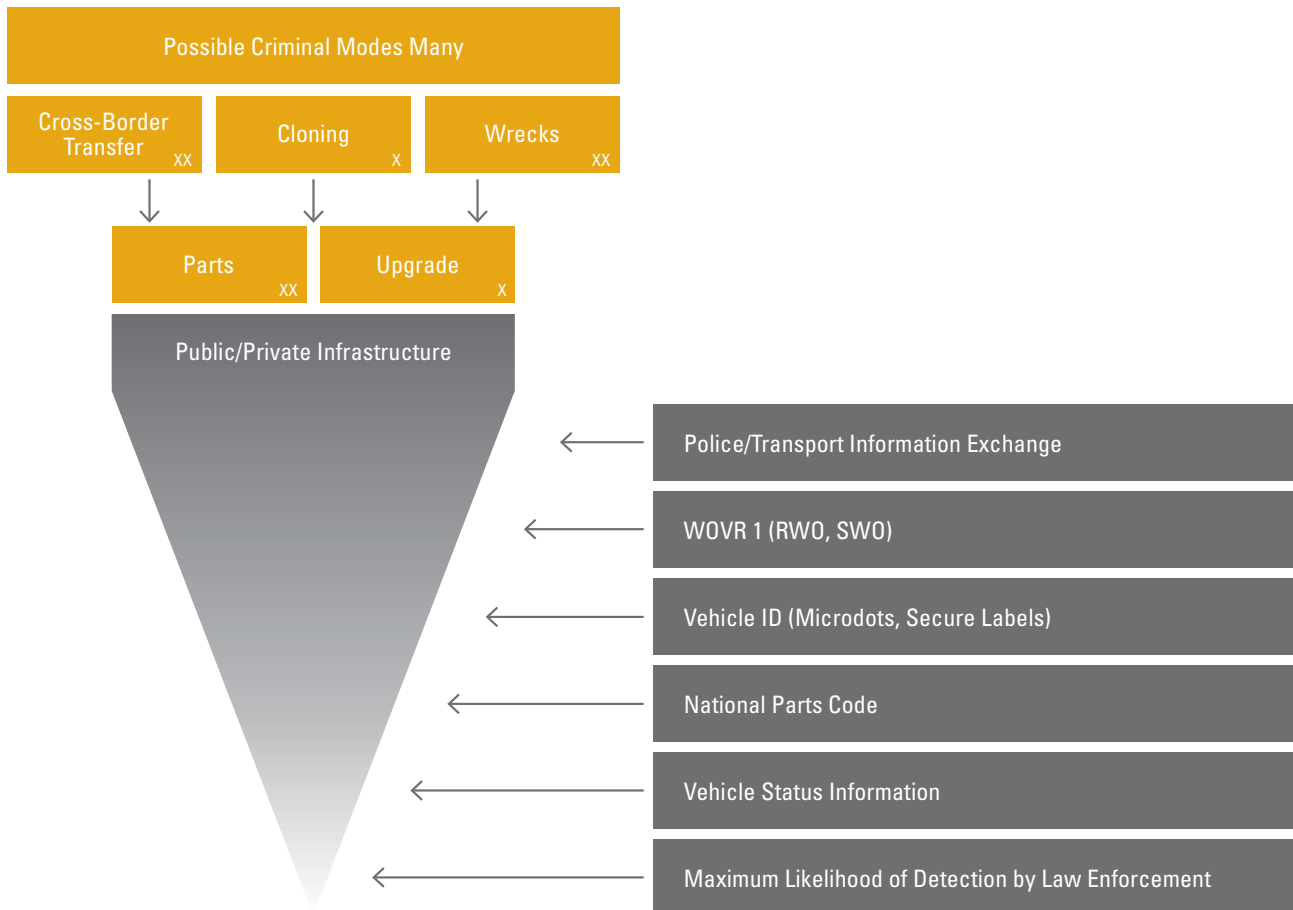 Possible Criminal Modes Many
Cross-Border
Transfer
XX
Cloning
X
Wrecks
XX
Parts
XX
Upgrade
X
Public/Private Infrastructure
Police/Transport Information Exchange
WOVR 1 (RWO, SWO)
Vehicle ID (Microdots, Secure Labels)
National Parts Code
Vehicle Status Information
Maximum Likelihood of Detection by Law Enforcement